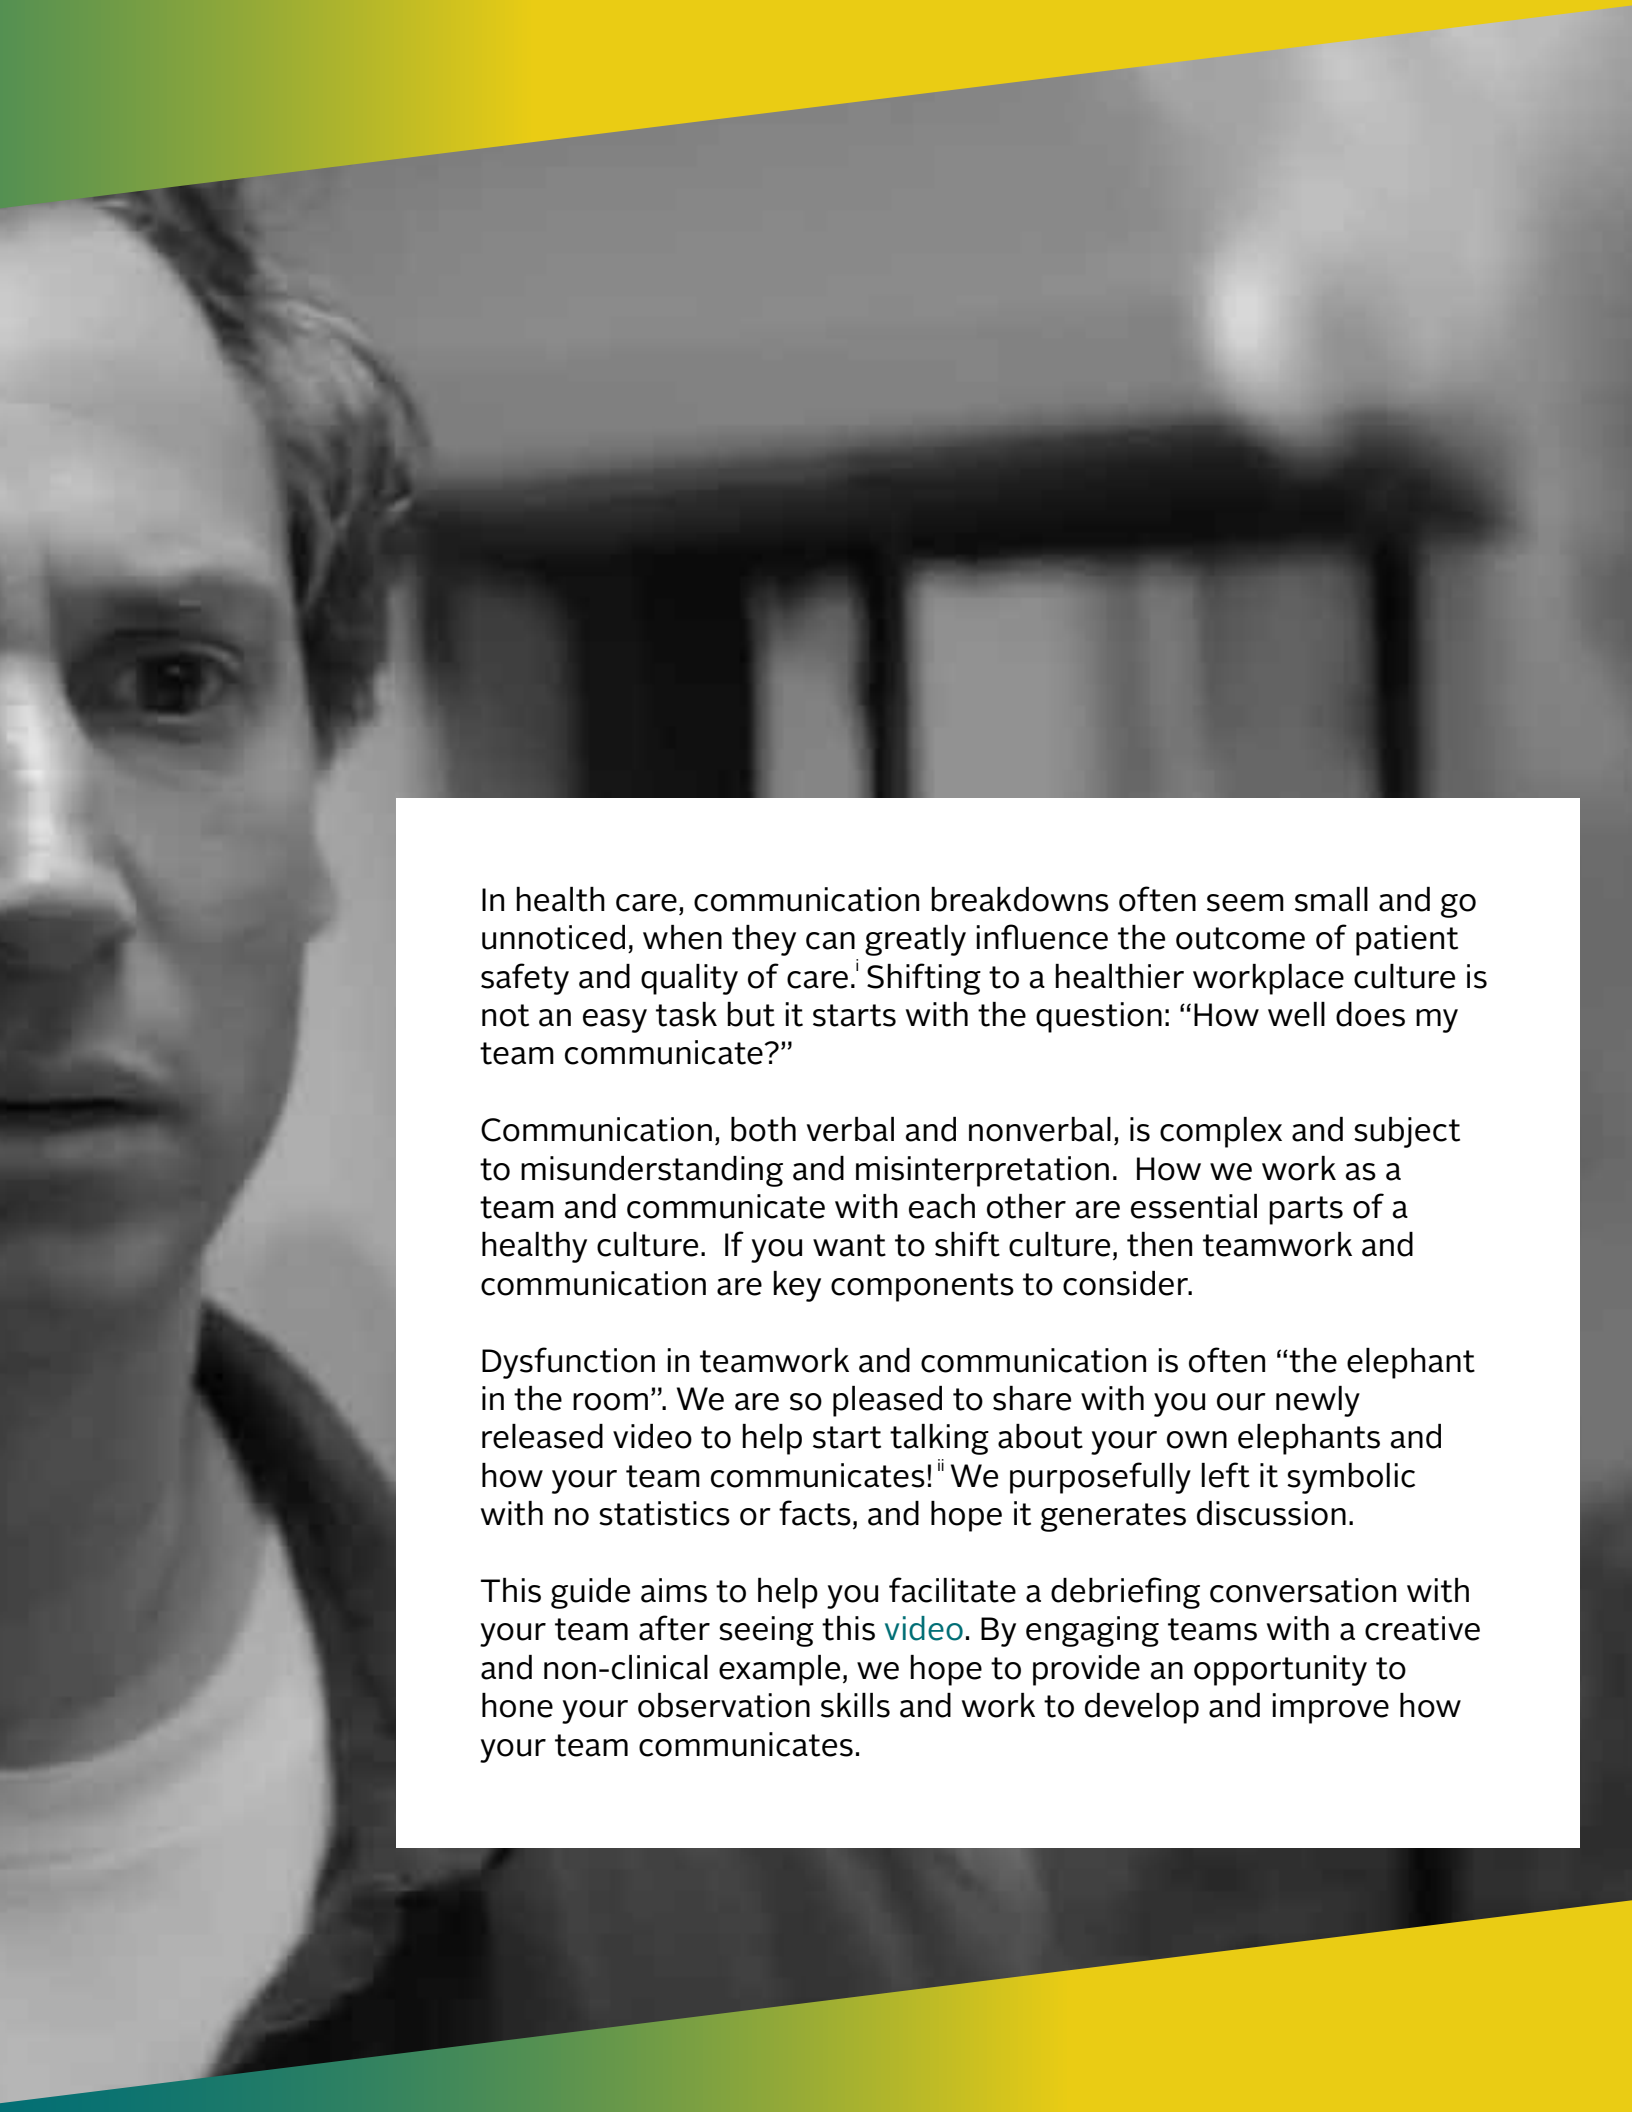 In health care, communication breakdowns often seem small and go
unnoticed, when they can greatly influence the outcome of patient
safety and quality of care.ⁱ Shifting to a healthier workplace culture is
not an easy task but it starts with the question: “How well does my
team communicate?”
Communication, both verbal and nonverbal, is complex and subject
to misunderstanding and misinterpretation.  How we work as a
team and communicate with each other are essential parts of a
healthy culture.  If you want to shift culture, then teamwork and
communication are key components to consider.
Dysfunction in teamwork and communication is often “the elephant
in the room”. We are so pleased to share with you our newly
released video to help start talking about your own elephants and
how your team communicates!ⁱⁱ We purposefully left it symbolic
with no statistics or facts, and hope it generates discussion.
This guide aims to help you facilitate a debriefing conversation with
your team after seeing this video. By engaging teams with a creative
and non-clinical example, we hope to provide an opportunity to
hone your observation skills and work to develop and improve how
your team communicates.